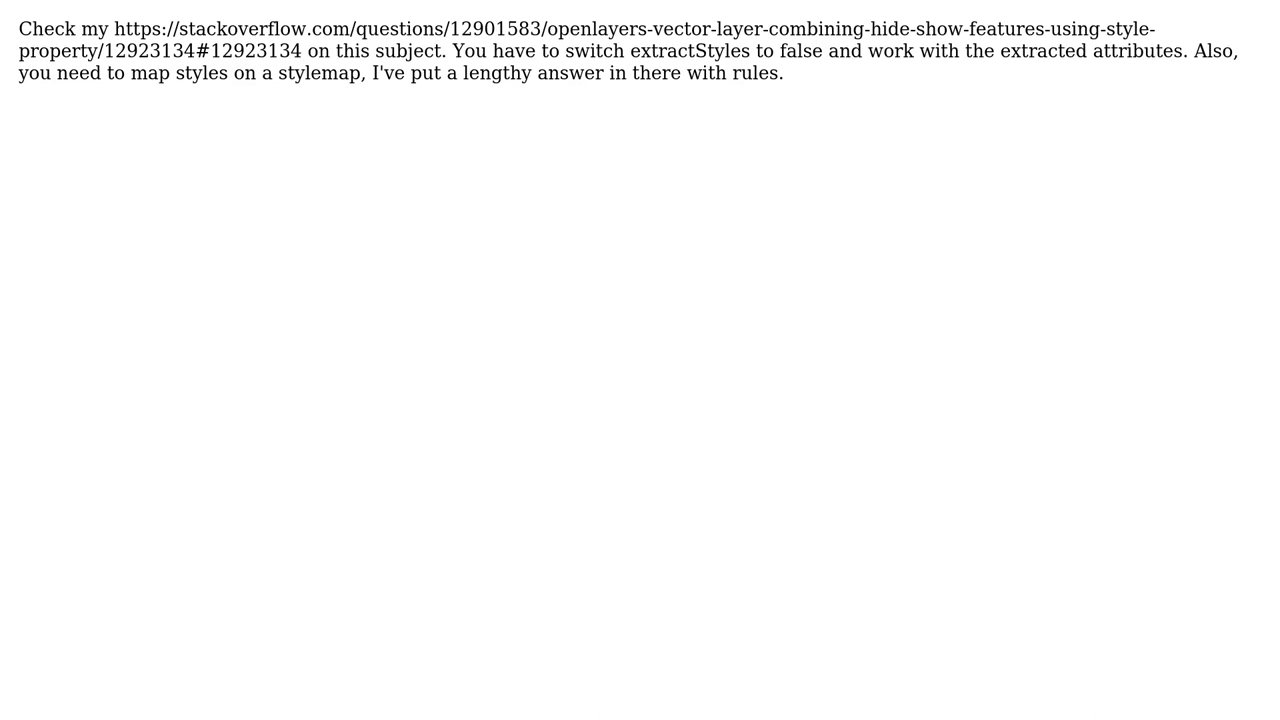 Check my https://stackoverflow.com/questions/12901583/openlayers-vector-layer-combining-hide-show-features-using-style-
property/12923134#12923134 on this subject. You have to switch extractStyles to false and work with the extracted attributes. Also,
you need to map styles on a stylemap, I've put a lengthy answer in there with rules.